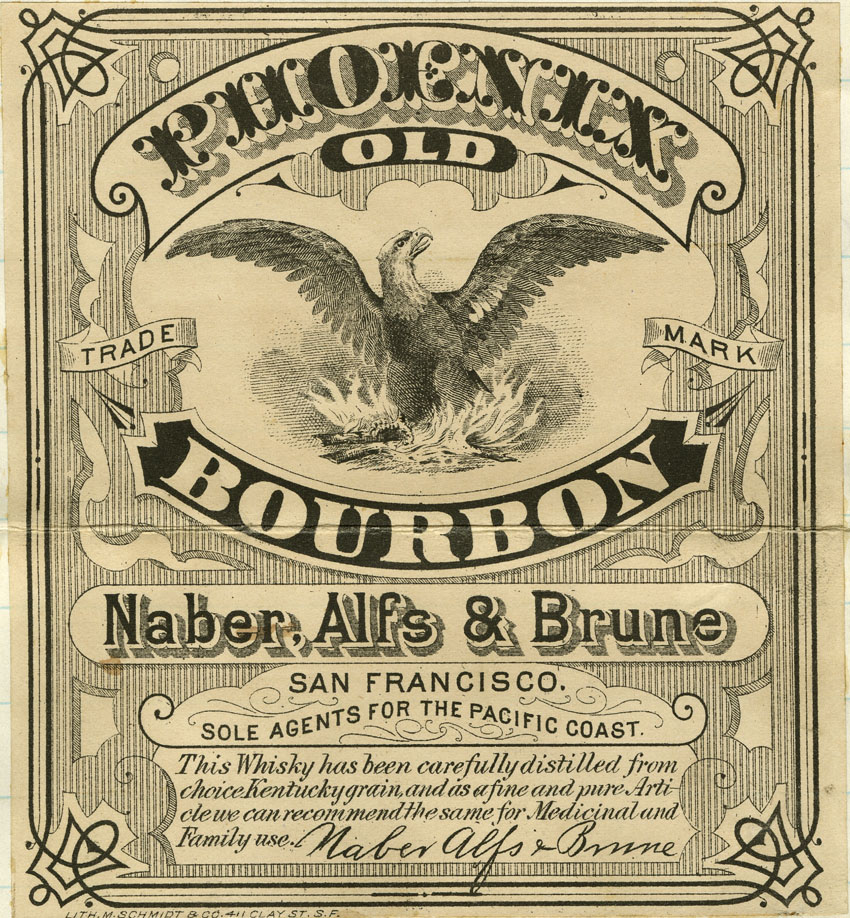 PHOENIX
OLD
TRADE MARK
BOURBON
Naber, Alfs & Brune
SAN FRANCISCO.
SOLE AGENTS FOR THE PACIFIC COAST.
This Whisky has been carefully distilled from
choice Kentucky grain, and as a fine and pure Arti-
cle we can recommend the same for Medicinal and
Family use. Naber Alfs & Brune
LITH. M. SCHMIDT & CO. 411 CLAY ST. S.F.